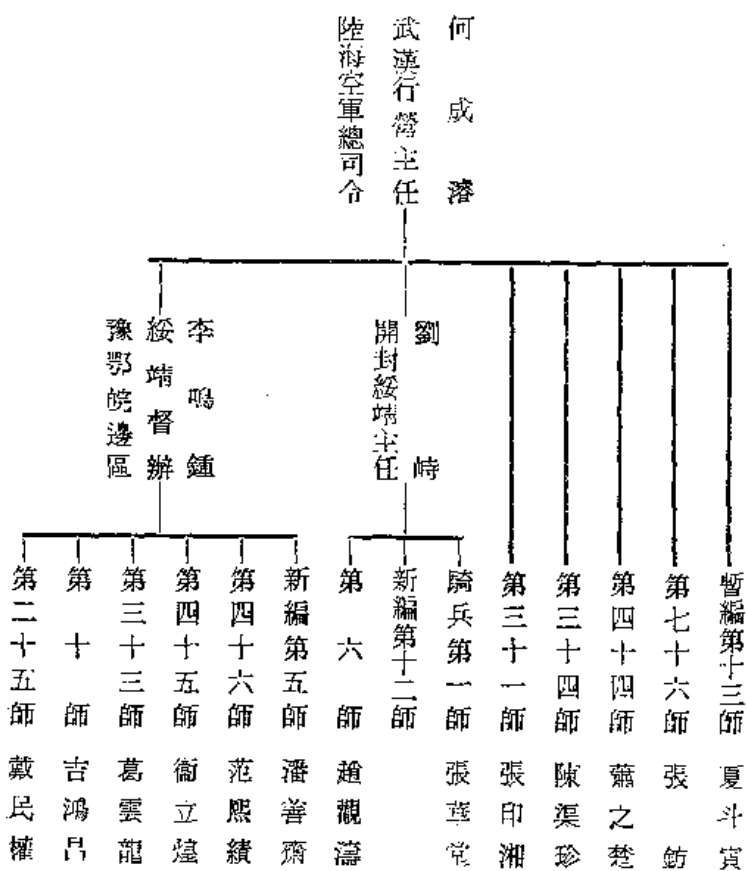 何成濬
武漢行營主任
陸海空軍總司令
劉峙
開封綏靖主任
李鳴鍾
綏靖督辦
豫鄂皖邊區
暫編第十三師 夏斗寅
第七十六師 張鈁
第四十四師 蕭之楚
第三十四師 陳渠珍
第三十一師 張印湘
騎兵第一師 張華堂
新編第十二師
第六師 趙觀濤
新編第五師 潘善齋
第四十六師 范熙績
第四十五師 衞立煌
第三十三師 葛雲龍
第十師 吉鴻昌
第二十五師 戴民權